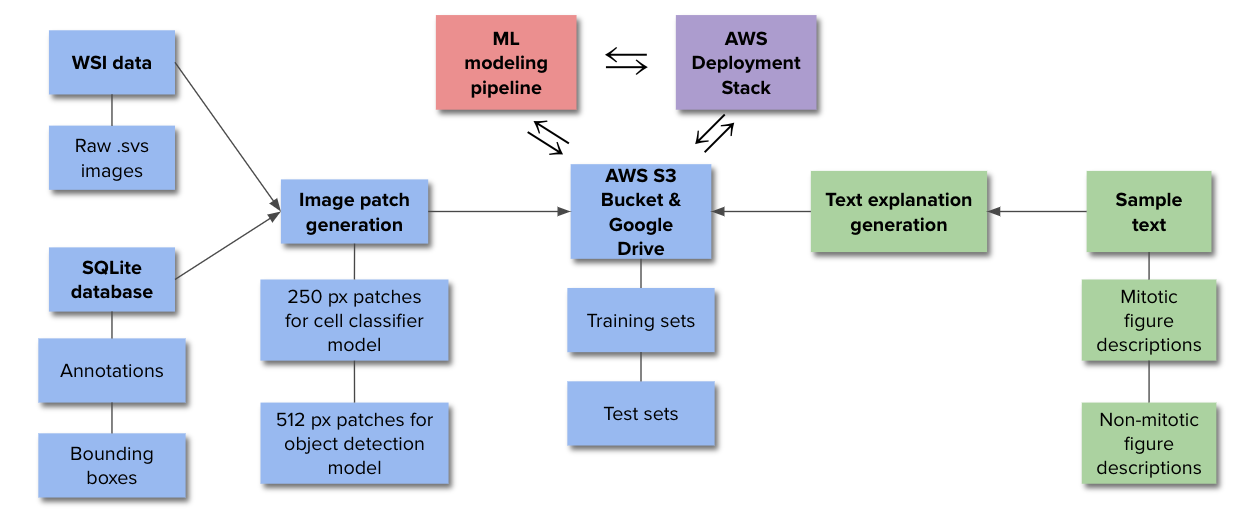 WSI data
Raw .svs
images
SQLite
database
Annotations
Bounding
boxes
Image patch
generation
250 px patches
for cell classifier
model
512 px patches for
object detection
model
ML
modeling
pipeline
AWS
Deployment
Stack
AWS S3
Bucket &
Google
Drive
Training sets
Test sets
Text explanation
generation
Sample
text
Mitotic
figure
descriptions
Non-mitotic
figure
descriptions